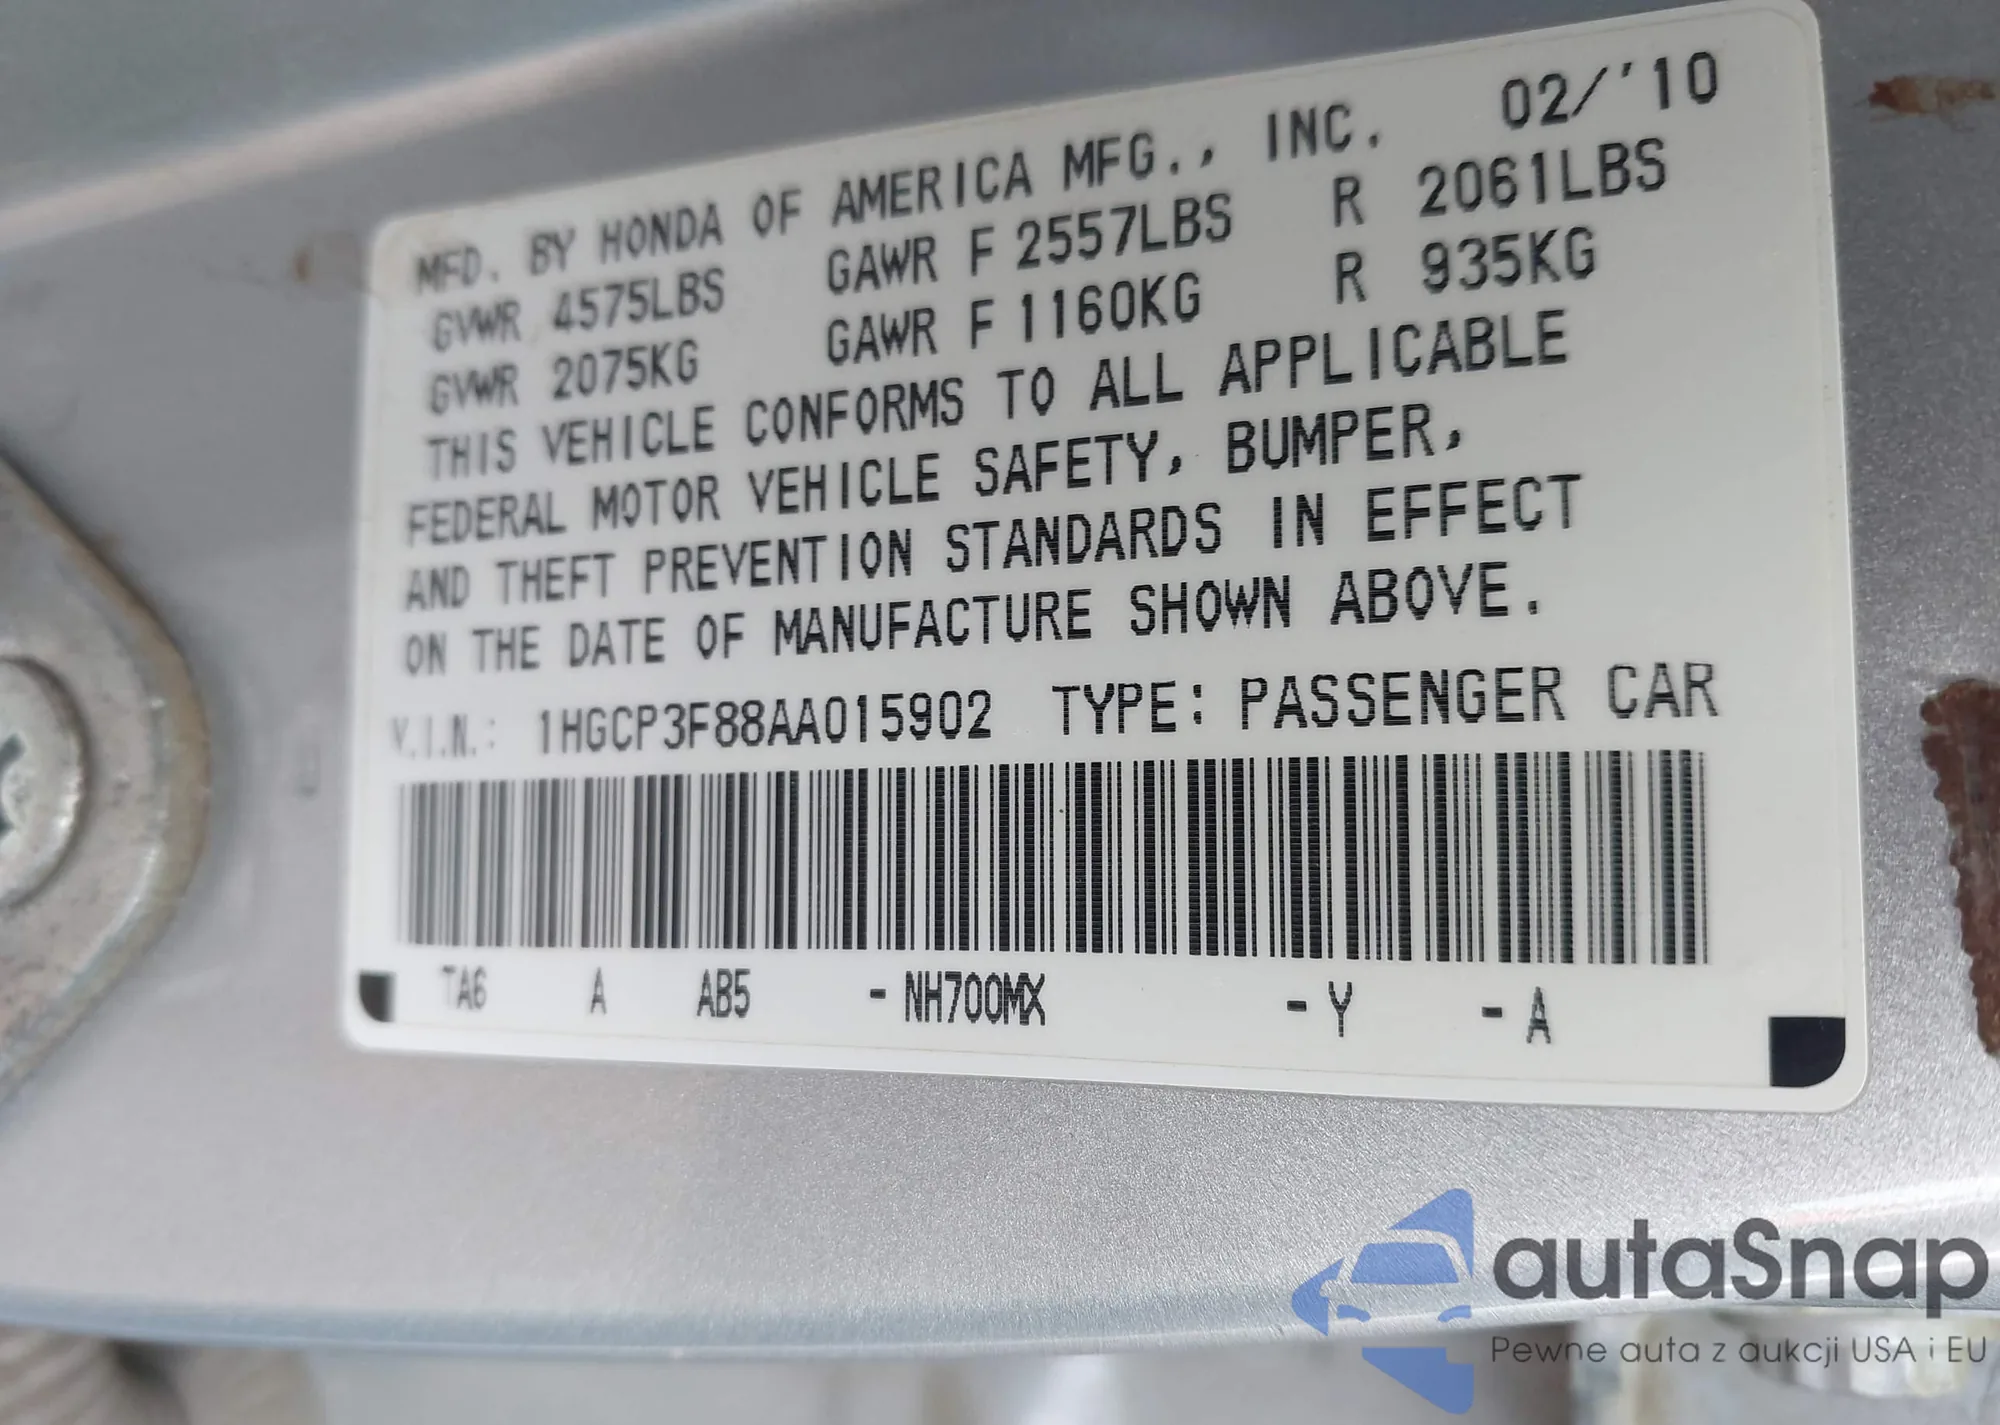 MFD. BY HONDA OF AMERICA MFG., INC. 02/'10
GVWR 4575LBS GAWR F 2557LBS R 2061LBS
GVWR 2075KG GAWR F 1160KG R 935KG
THIS VEHICLE CONFORMS TO ALL APPLICABLE
FEDERAL MOTOR VEHICLE SAFETY, BUMPER,
AND THEFT PREVENTION STANDARDS IN EFFECT
ON THE DATE OF MANUFACTURE SHOWN ABOVE.
V.I.N.: 1HGCP3F88AA015902 TYPE: PASSENGER CAR
TA6 A AB5 -NH700MX -Y -A
autaSnap
Pewne auta z aukcji USA i EU